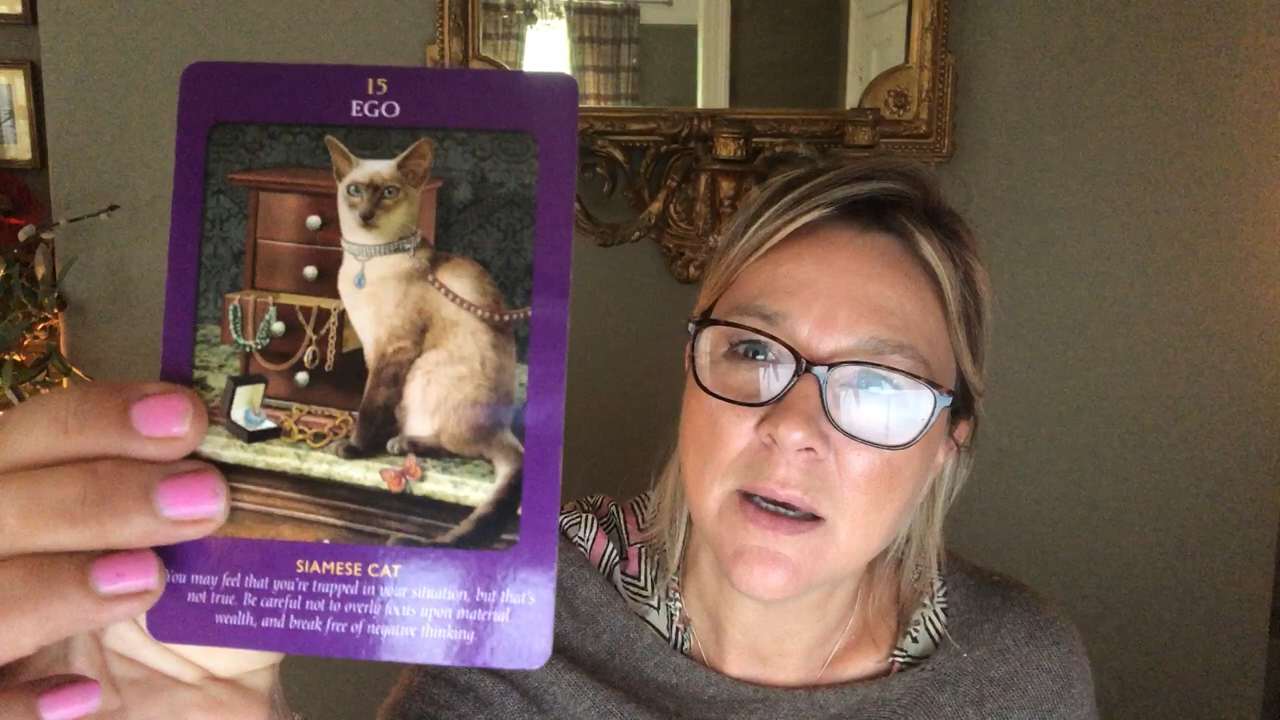 15
EGO
SIAMESE CAT
You may feel that you're trapped in your situation, but that's
not true. Be careful not to overly focus upon material
wealth, and break free of negative thinking.